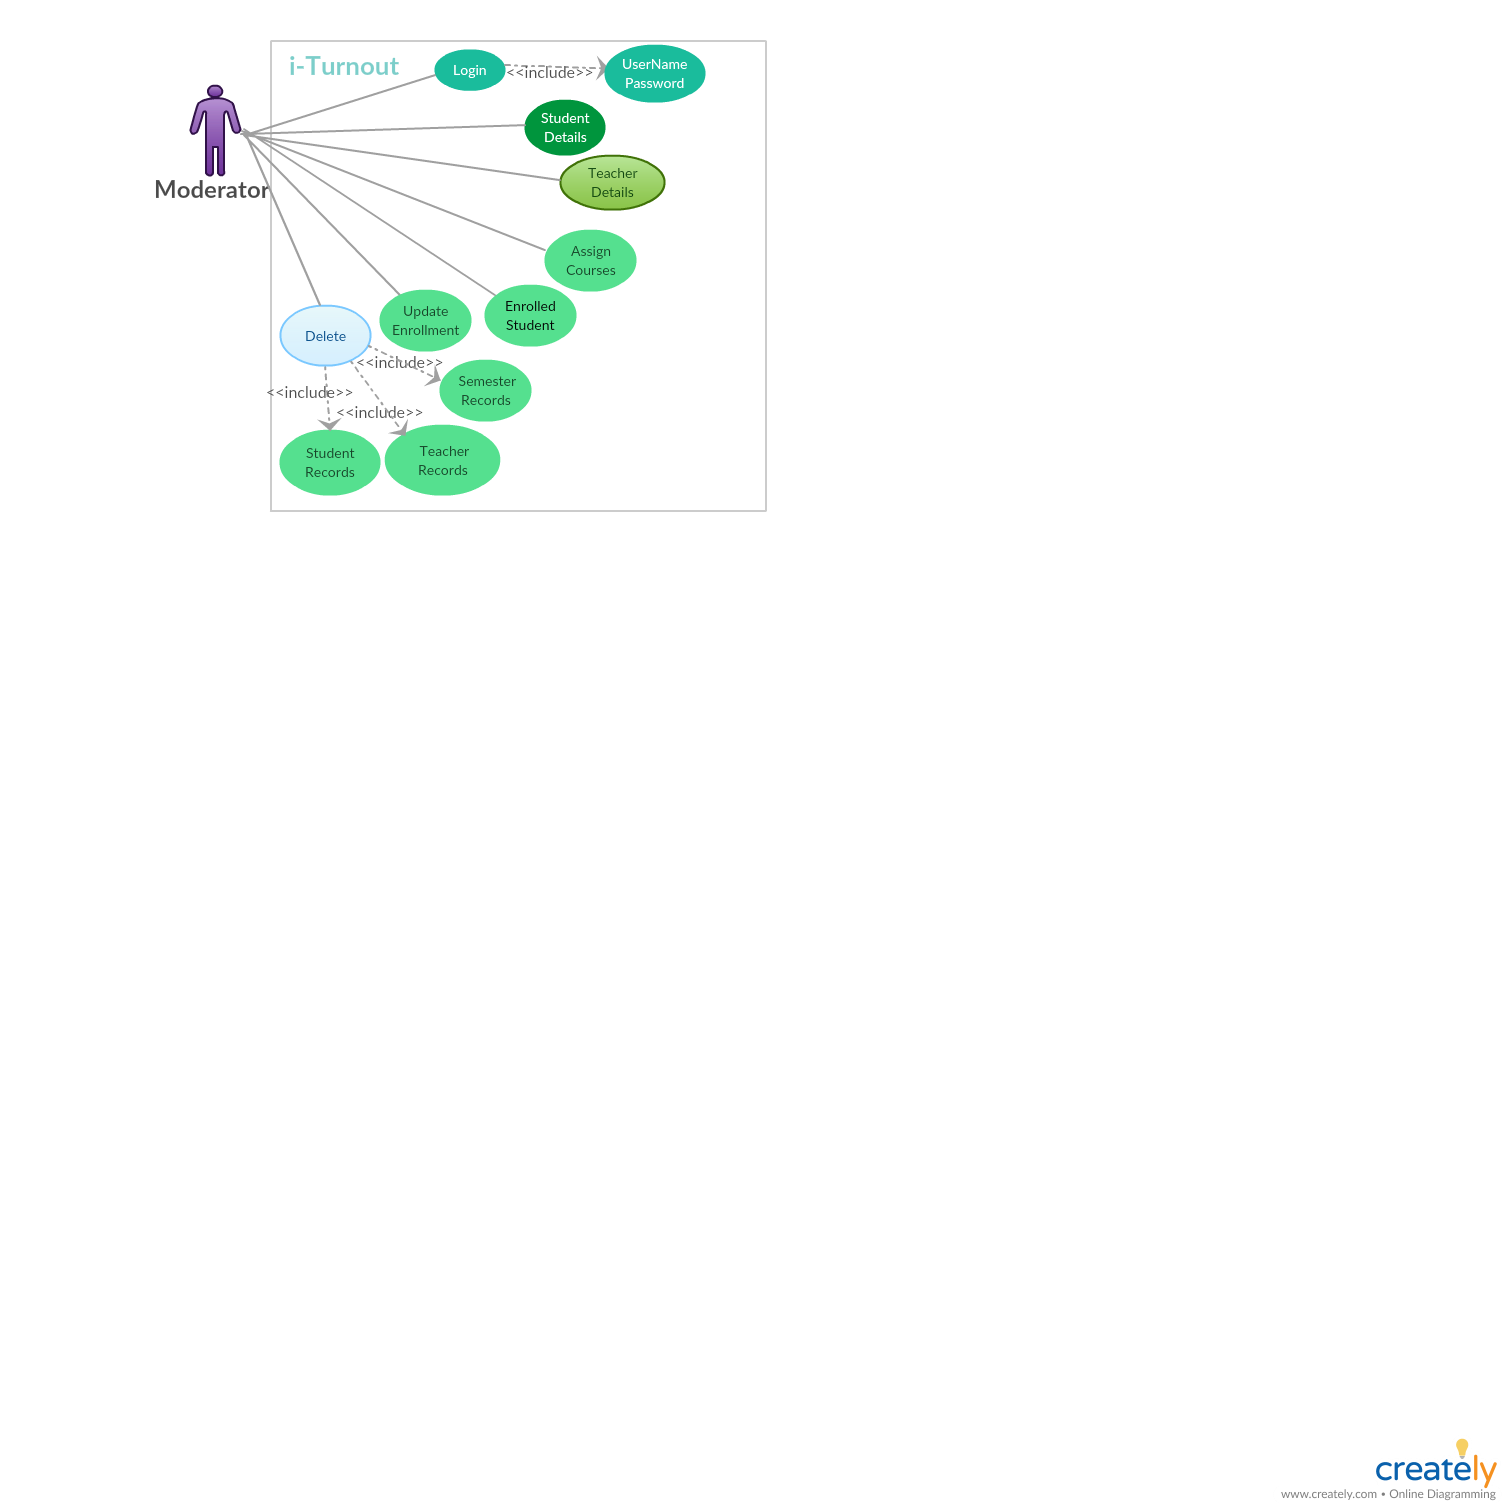 i-Turnout
Login
<<include>>
UserName
Password
Student
Details
Teacher
Details
Moderator
Assign
Courses
Enrolled
Student
Update
Enrollment
Delete
<<include>>
Semester
Records
<<include>>
<<include>>
Student
Records
Teacher
Records
creately
www.creately.com • Online Diagramming